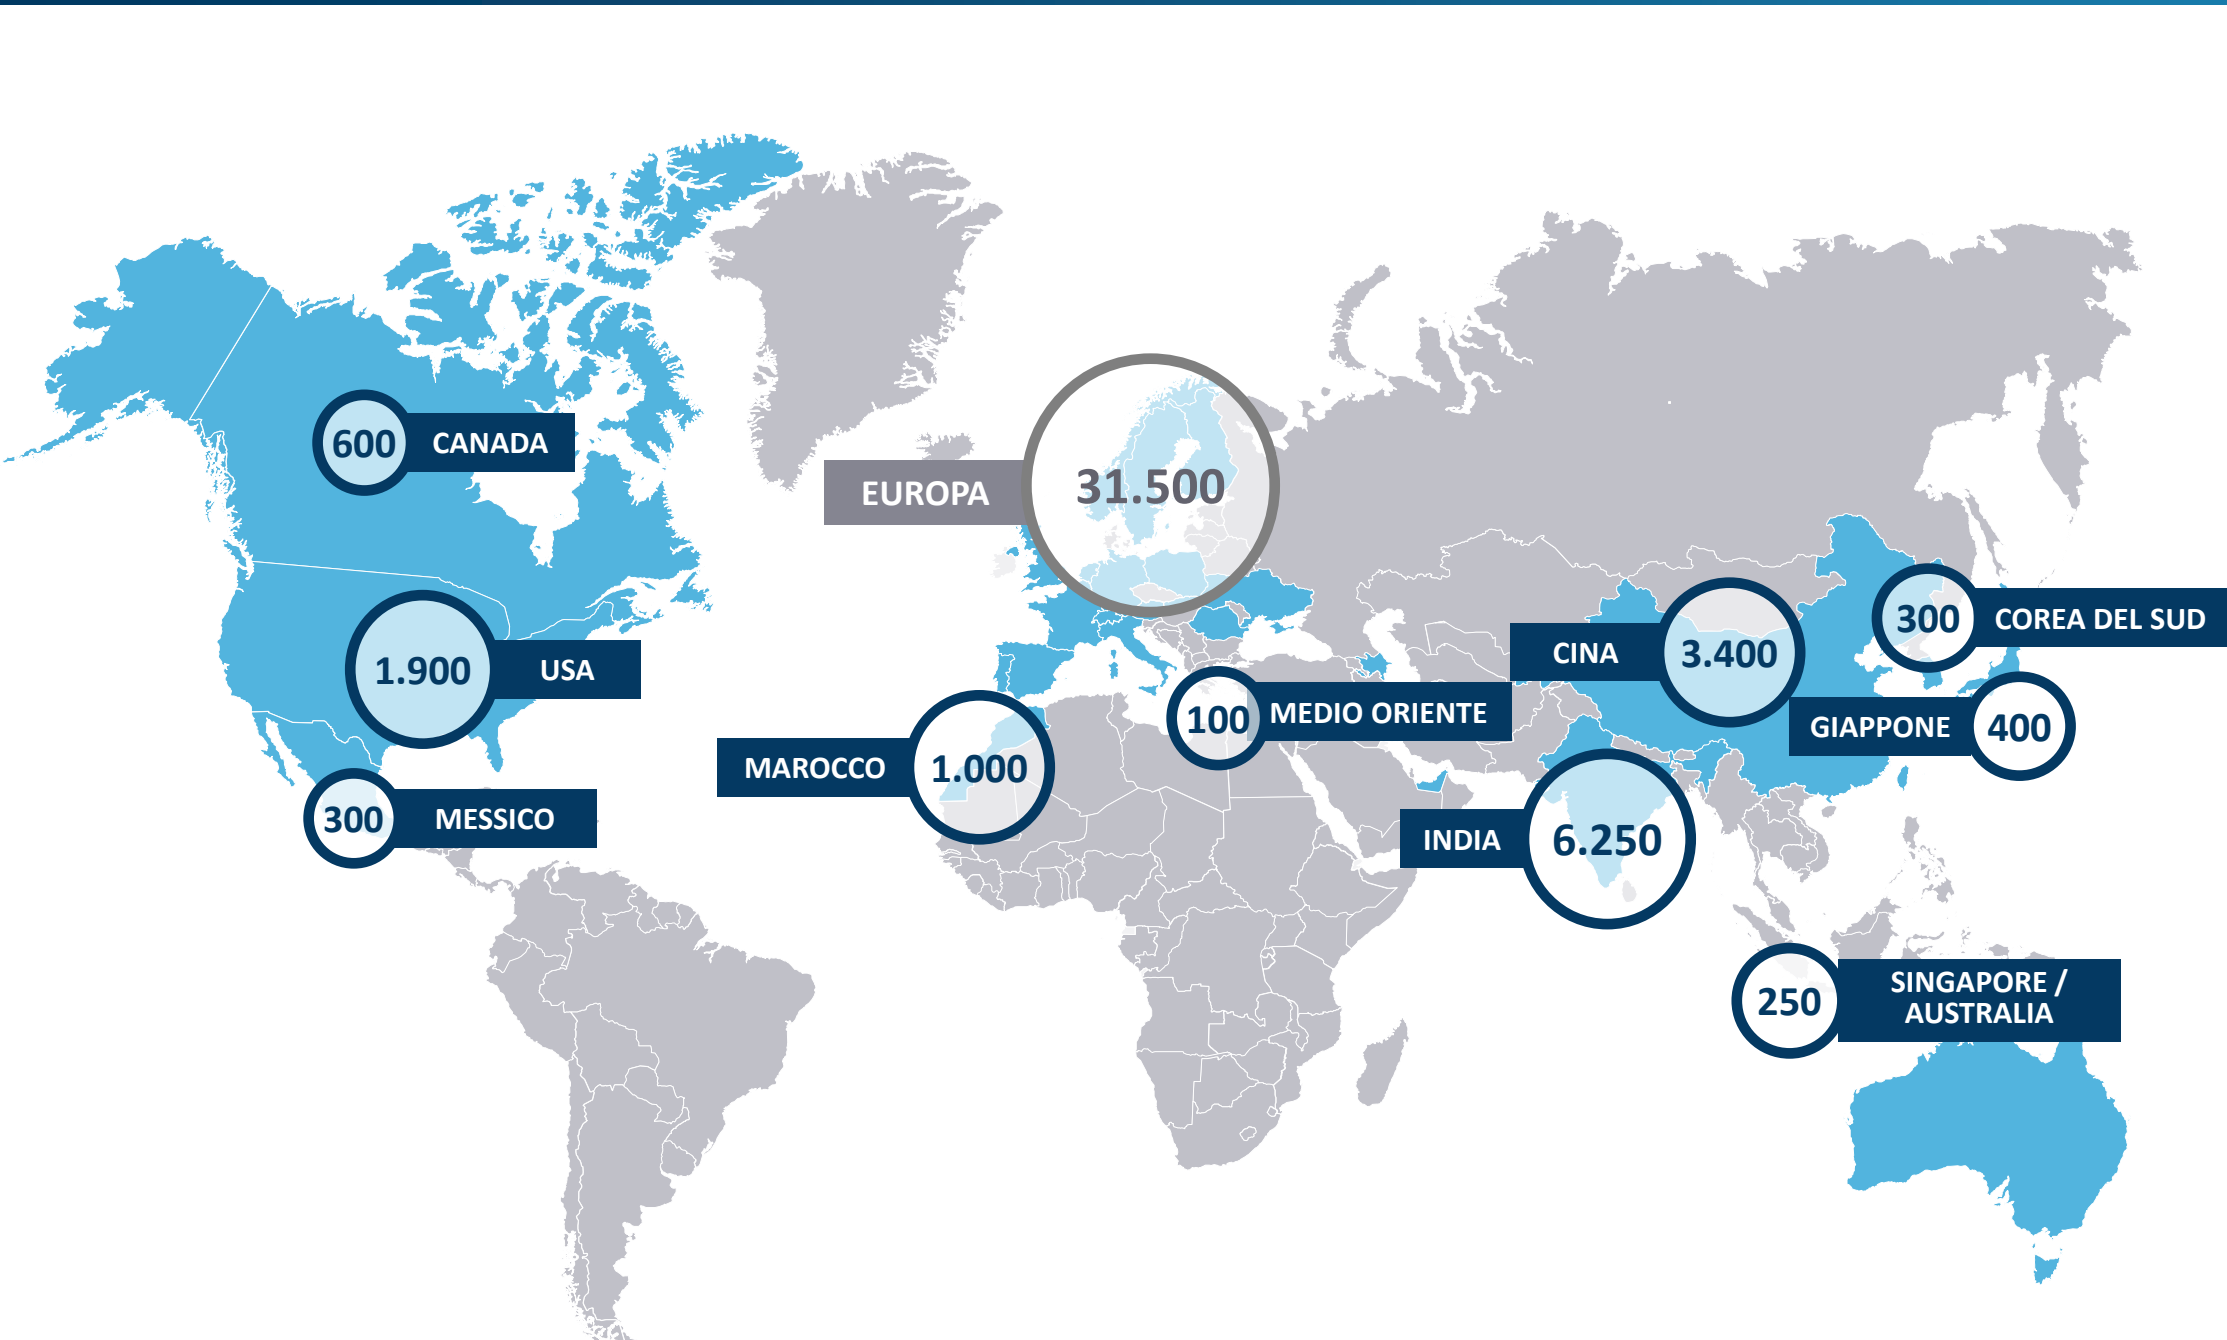 600 CANADA
EUROPA 31.500
1.900 USA
300 MESSICO
MAROCCO 1.000
100 MEDIO ORIENTE
CINA 3.400
300 COREA DEL SUD
GIAPPONE 400
INDIA 6.250
250 SINGAPORE /
AUSTRALIA